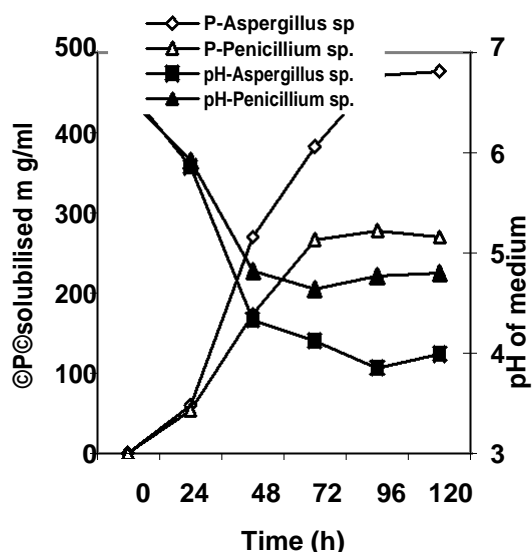 P-Aspergillus sp
P-Penicillium sp.
pH-Aspergillus sp.
pH-Penicillium sp.
500
400
300
200
100
0
©P©solubilised m g/ml
7
6
5
4
3
pH of medium
0 24 48 72 96 120
Time (h)